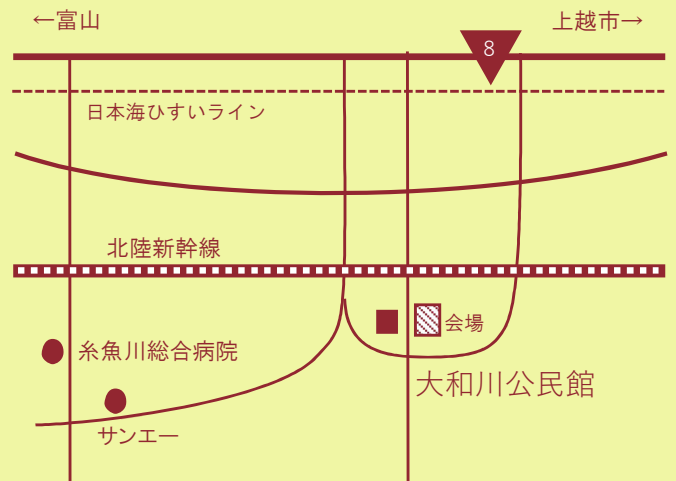 ←富山
上越市→
8
日本海ひすいライン
北陸新幹線
会場
糸魚川総合病院
大和川公民館
サンエー